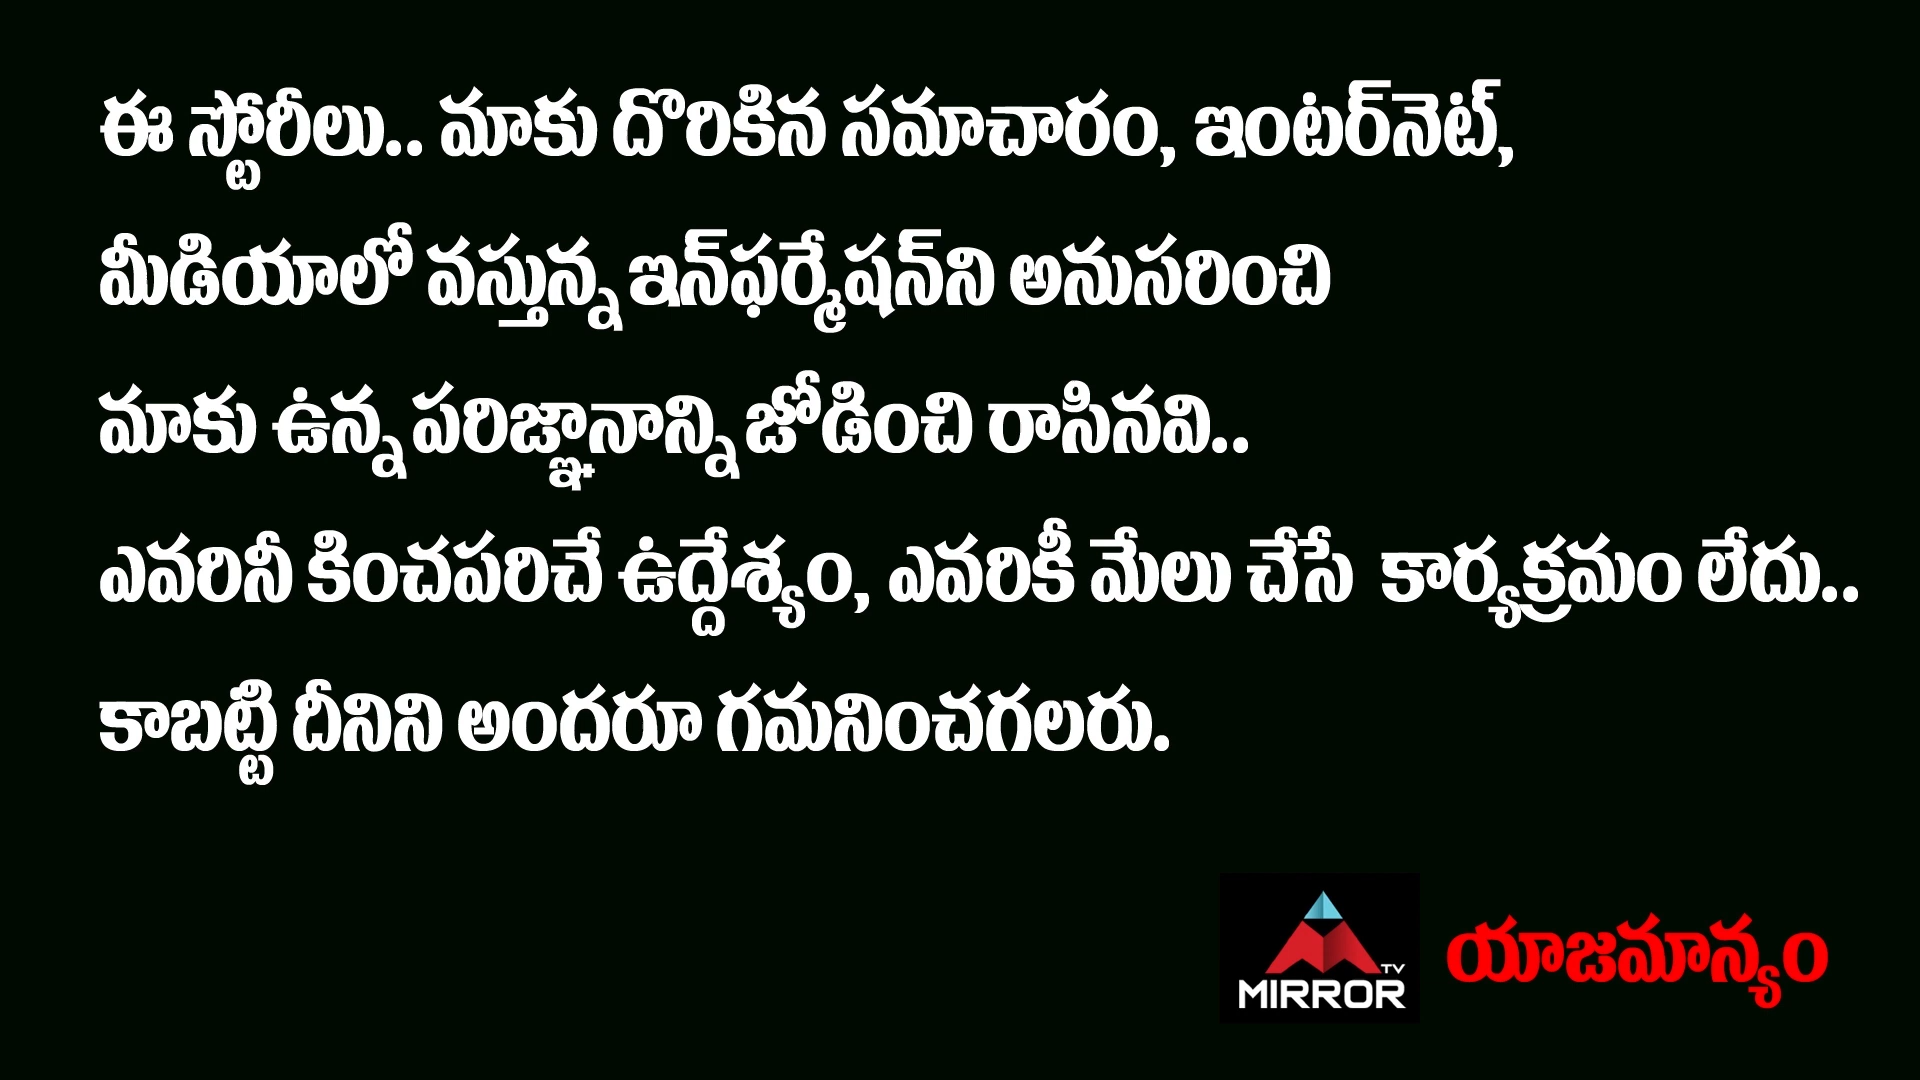 ఈ స్టోరీలు.. మాకు దొరికిన సమాచారం, ఇంటర్‌నెట్,
మీడియాలో వస్తున్న ఇన్‌ఫర్మేషన్‌ని అనుసరించి
మాకు ఉన్న పరిజ్ఞానాన్ని జోడించి రాసినవి..
ఎవరినీ కించపరిచే ఉద్దేశ్యం, ఎవరికీ మేలు చేసే కార్యక్రమం లేదు..
కాబట్టి దీనిని అందరూ గమనించగలరు.
TV
MIRROR
యాజమాన్యం